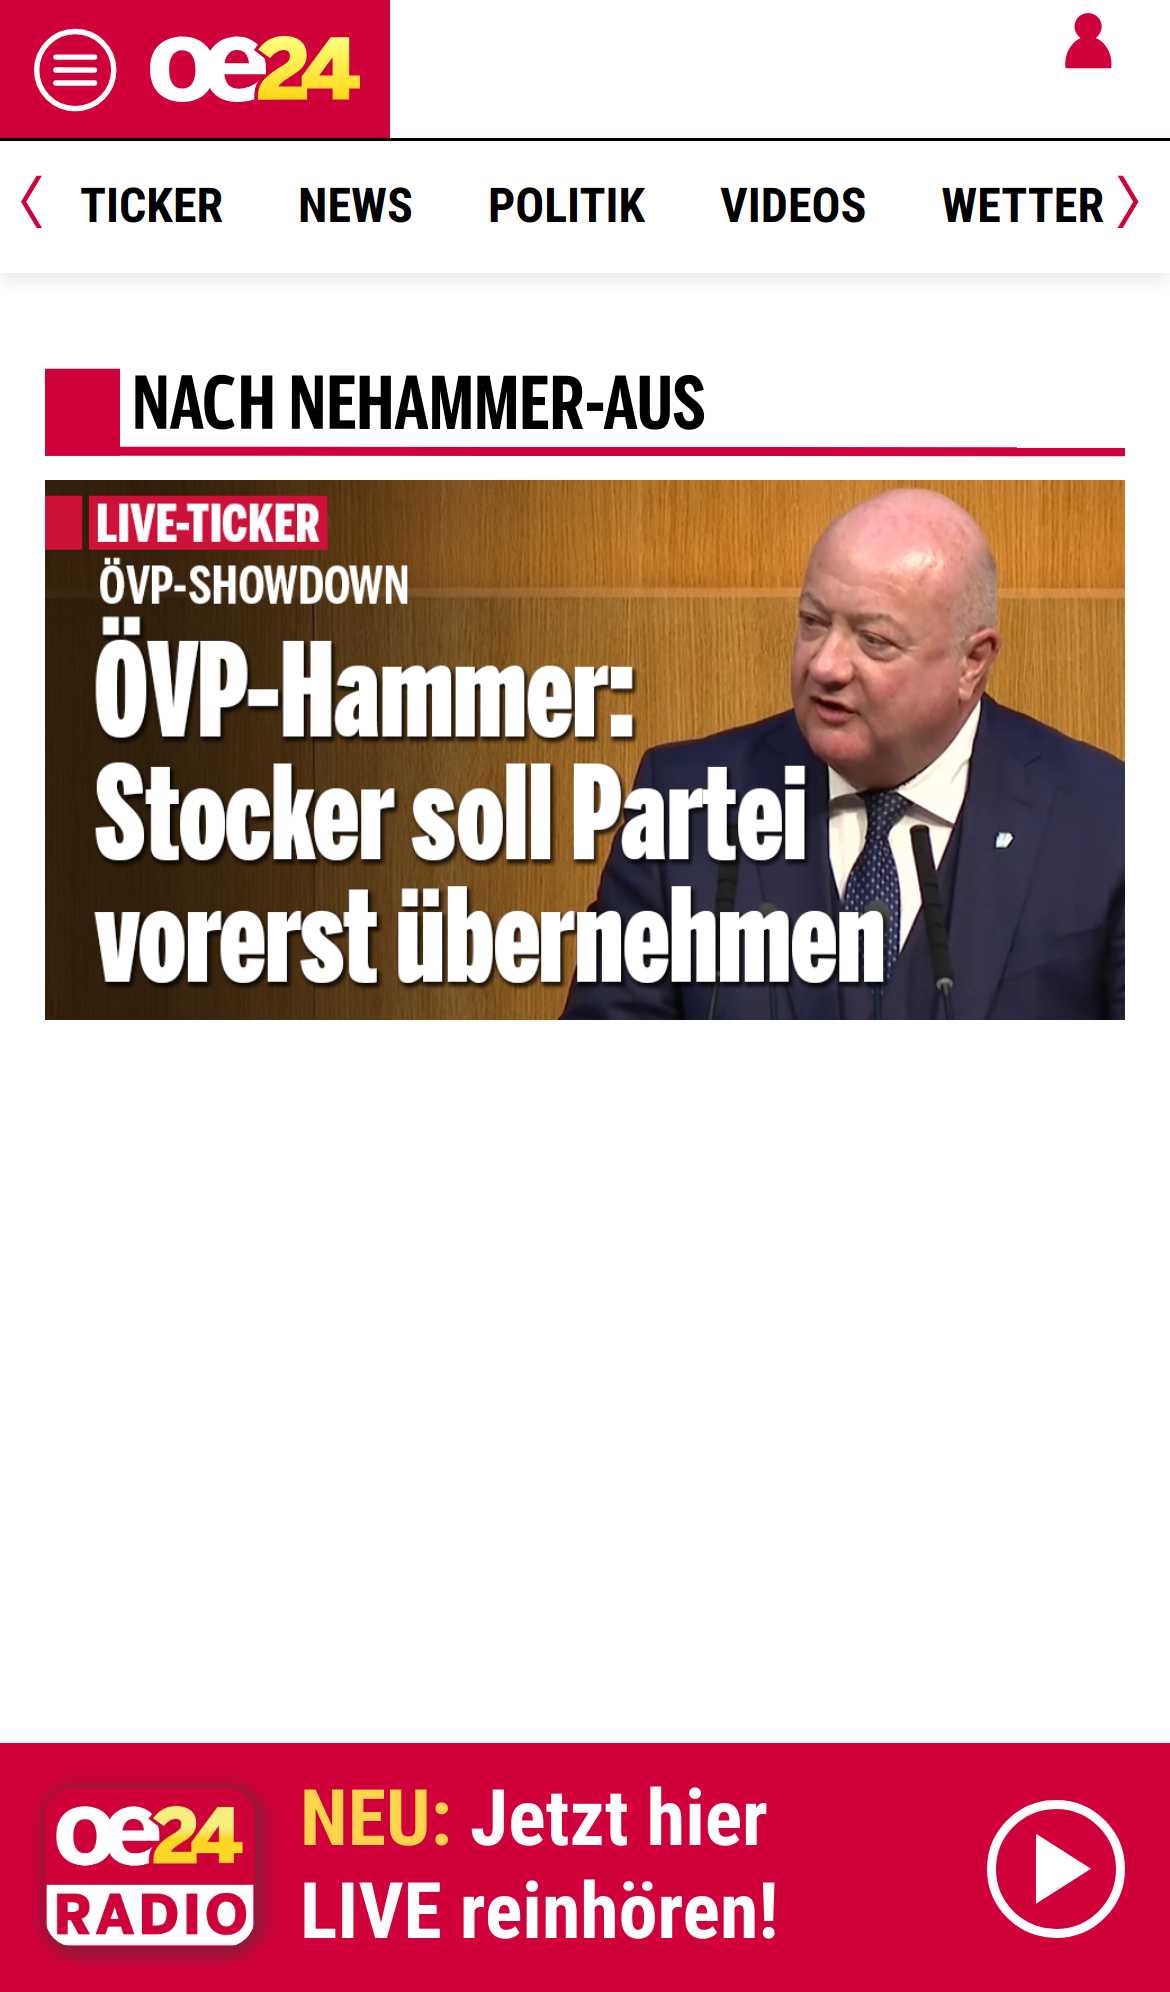 oe24
TICKER NEWS POLITIK VIDEOS WETTER
NACH NEHAMMER-AUS
LIVE-TICKER
ÖVP-SHOWDOWN
ÖVP-Hammer:
Stocker soll Partei
vorerst übernehmen
oe24
RADIO
NEU: Jetzt hier
LIVE reinhören!